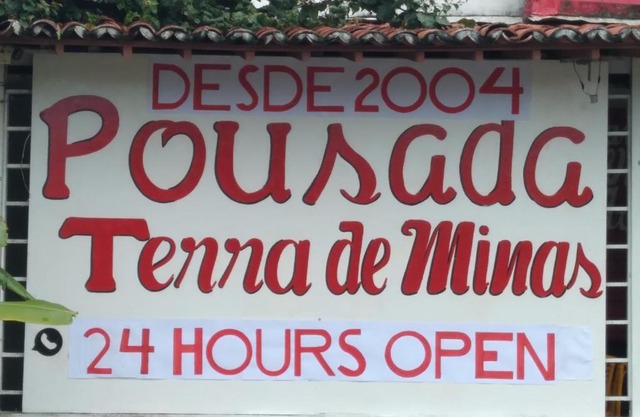 DESDE 2004
Pousada
Terra de Minas
24 HOURS OPEN